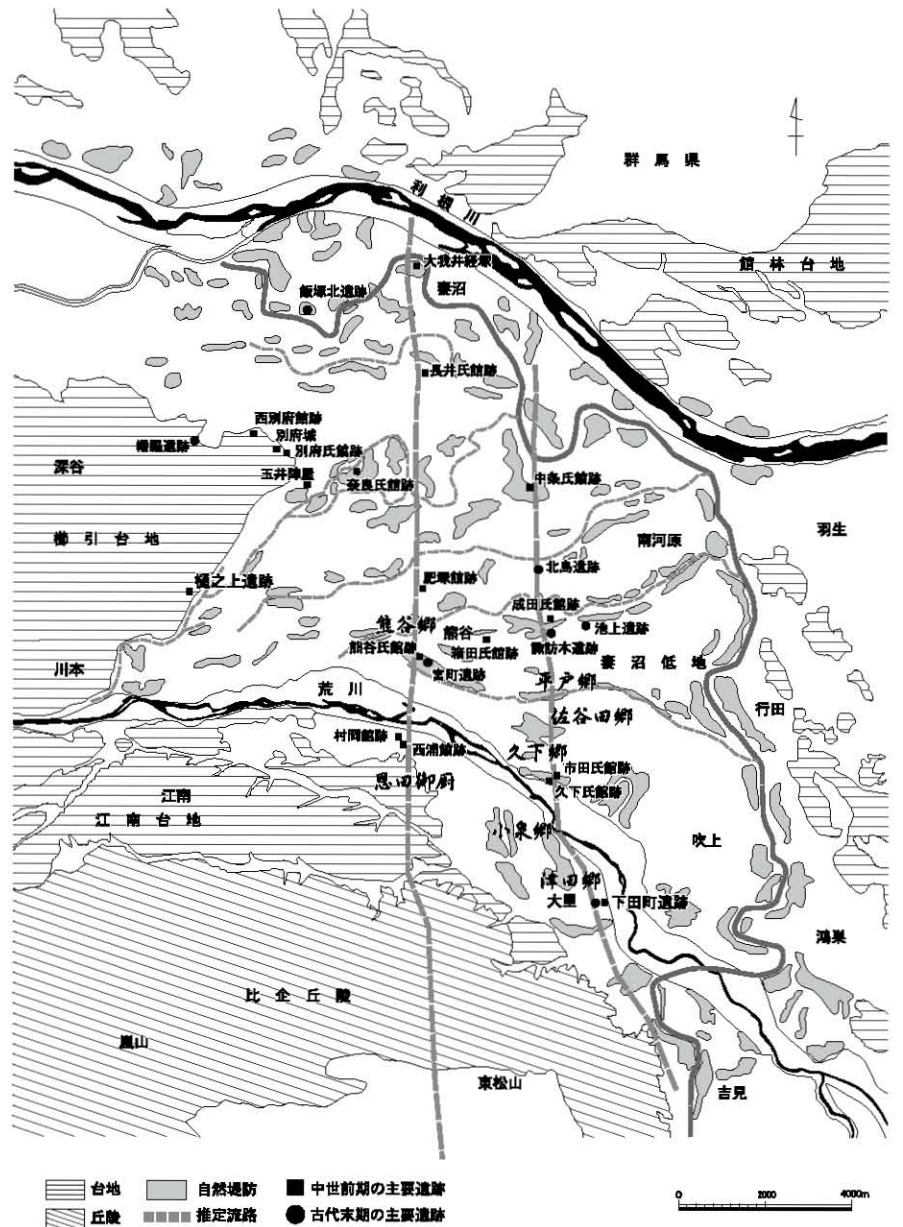 群馬県
利根川
館林台地
大我井経塚
妻沼
飯塚北遺跡
長井氏館跡
西別府館跡
幡羅遺跡
別府城
別府氏館跡
深谷
玉井陣屋
奈良氏館跡
中条氏館跡
羽生
南河原
櫛引台地
北島遺跡
樋之上遺跡
肥塚館跡
成田氏館跡
池上遺跡
熊谷郷
熊谷
箱田氏館跡
諏訪木遺跡
熊谷氏館跡
妻沼低地
宮町遺跡
川本
平戸郷
荒川
行田
佐谷田郷
村岡館跡
西浦館跡
久下郷
市田氏館跡
恩田御厨
久下氏館跡
江南
江南台地
小泉郷
吹上
津田郷
大里
下田町遺跡
鴻巣
比企丘陵
嵐山
東松山
吉見
台地
自然堤防
中世前期の主要遺跡
丘陵
推定流路
古代末期の主要遺跡
0 2000 4000m